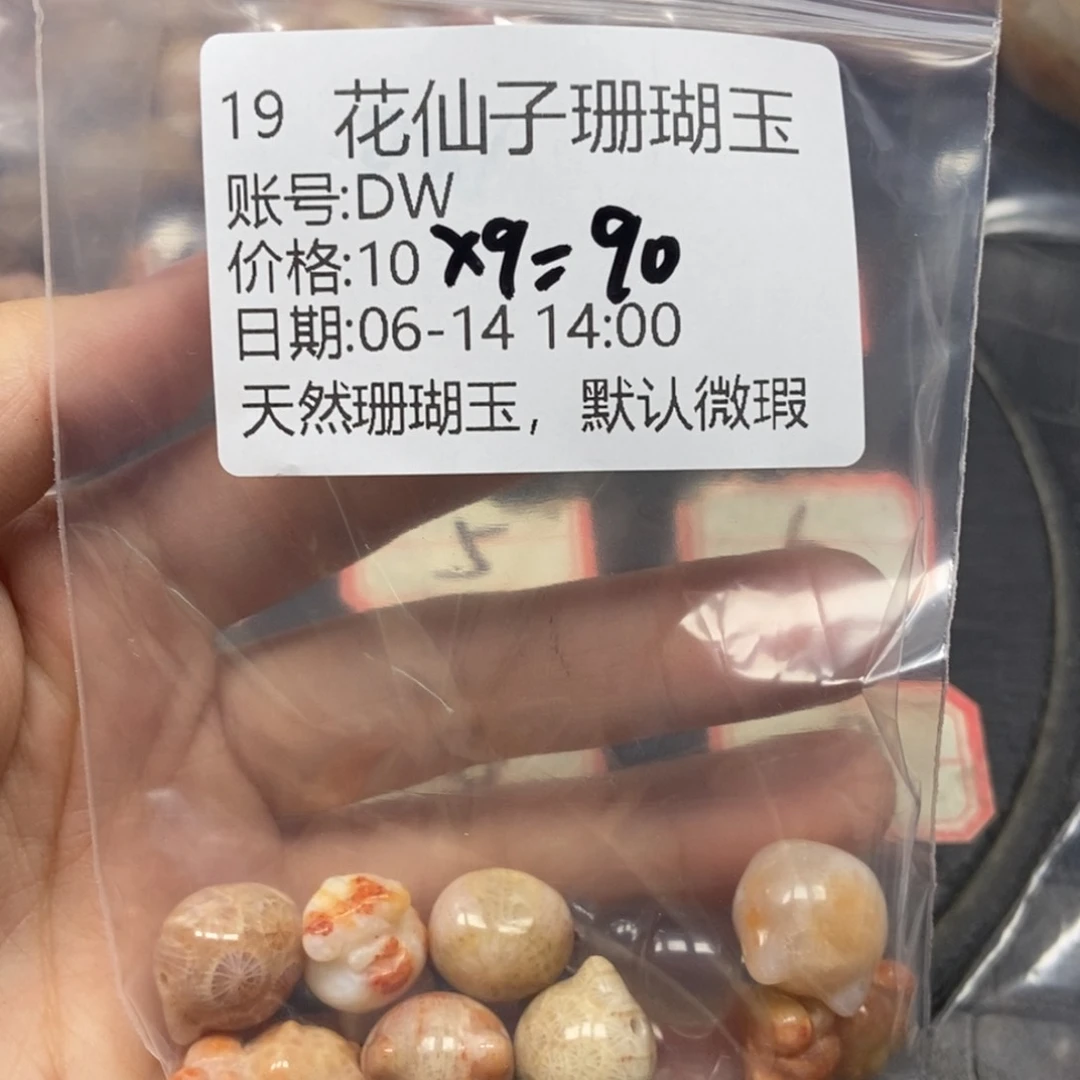 19 花仙子珊瑚玉
账号:DW
价格:10 x9=90
日期:06-14 14:00
天然珊瑚玉，默认微瑕
5